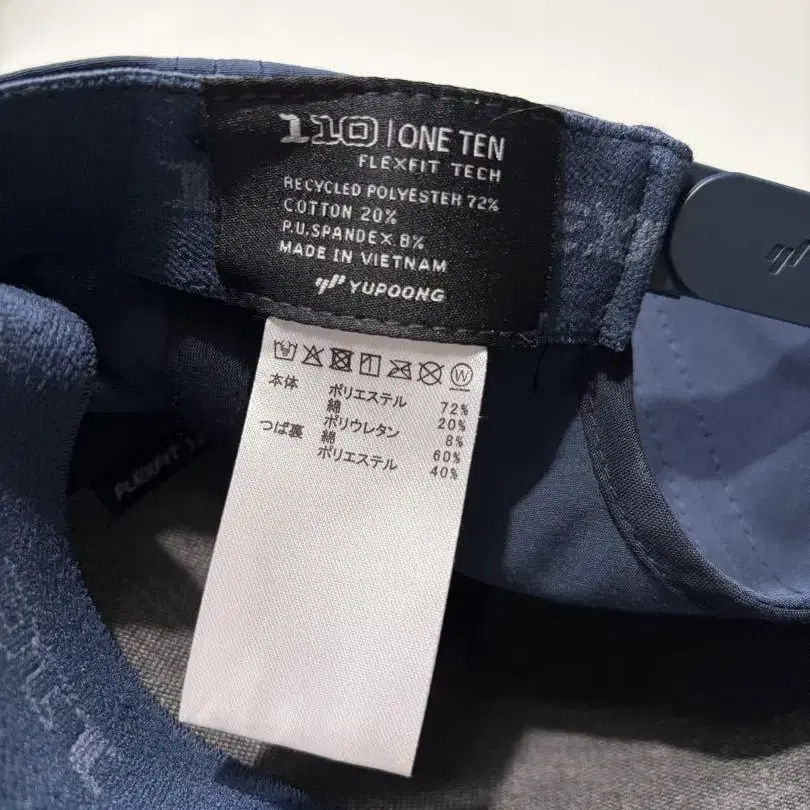 110 | ONE TEN
FLEXFIT TECH
RECYCLED POLYESTER 72%
COTTON 20%
P.U.SPANDEX 8%
MADE IN VIETNAM
YUPOONG
W
本体 ポリエステル 72%
綿 20%
ポリウレタン 8%
つば裏 綿 60%
ポリエステル 40%
FLEXFIT